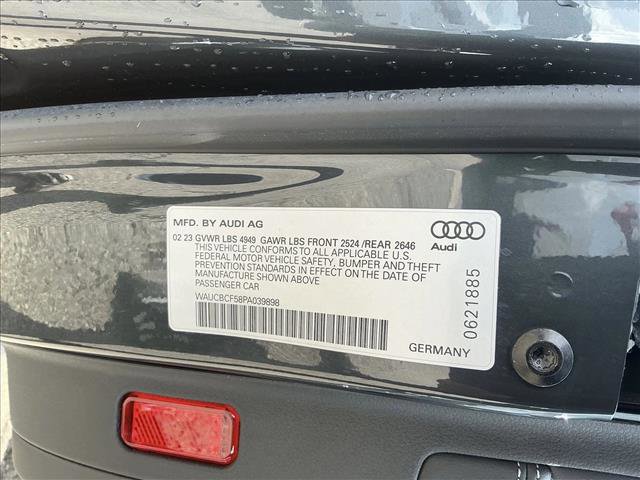 MFD. BY AUDI AG
02 23 GVWR LBS 4949 GAWR LBS FRONT 2524 /REAR 2646
THIS VEHICLE CONFORMS TO ALL APPLICABLE U.S.
FEDERAL MOTOR VEHICLE SAFETY, BUMPER AND THEFT
PREVENTION STANDARDS IN EFFECT ON THE DATE OF
MANUFACTURE SHOWN ABOVE
PASSENGER CAR
WAUCBCF58PA039898
Audi
0621885
GERMANY